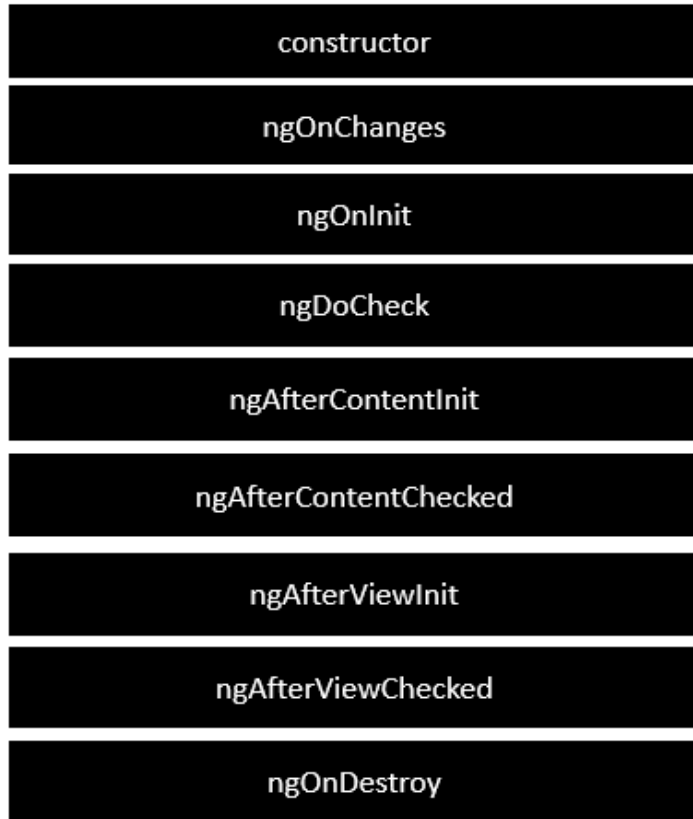 constructor
ngOnChanges
ngOnInit
ngDoCheck
ngAfterContentInit
ngAfterContentChecked
ngAfterViewInit
ngAfterViewChecked
ngOnDestroy